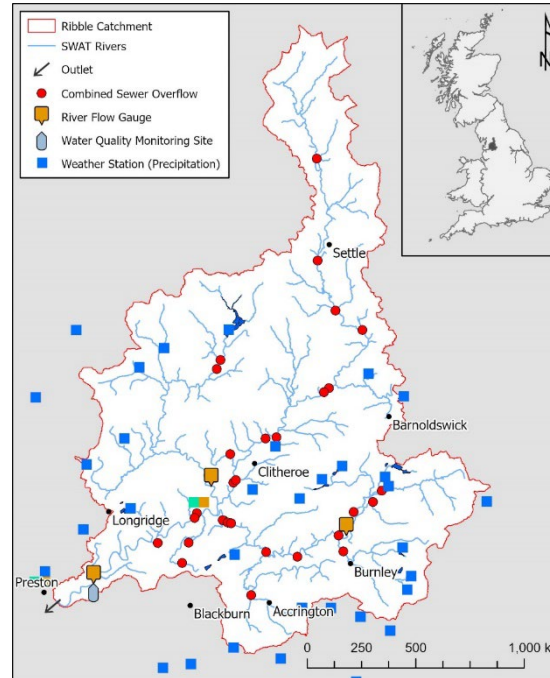 Ribble Catchment
SWAT Rivers
Outlet
Combined Sewer Overflow
River Flow Gauge
Water Quality Monitoring Site
Weather Station (Precipitation)
N
Settle
Barnoldswick
Clitheroe
Longridge
Preston
Burnley
Blackburn
Accrington
0 250 500 1,000 k